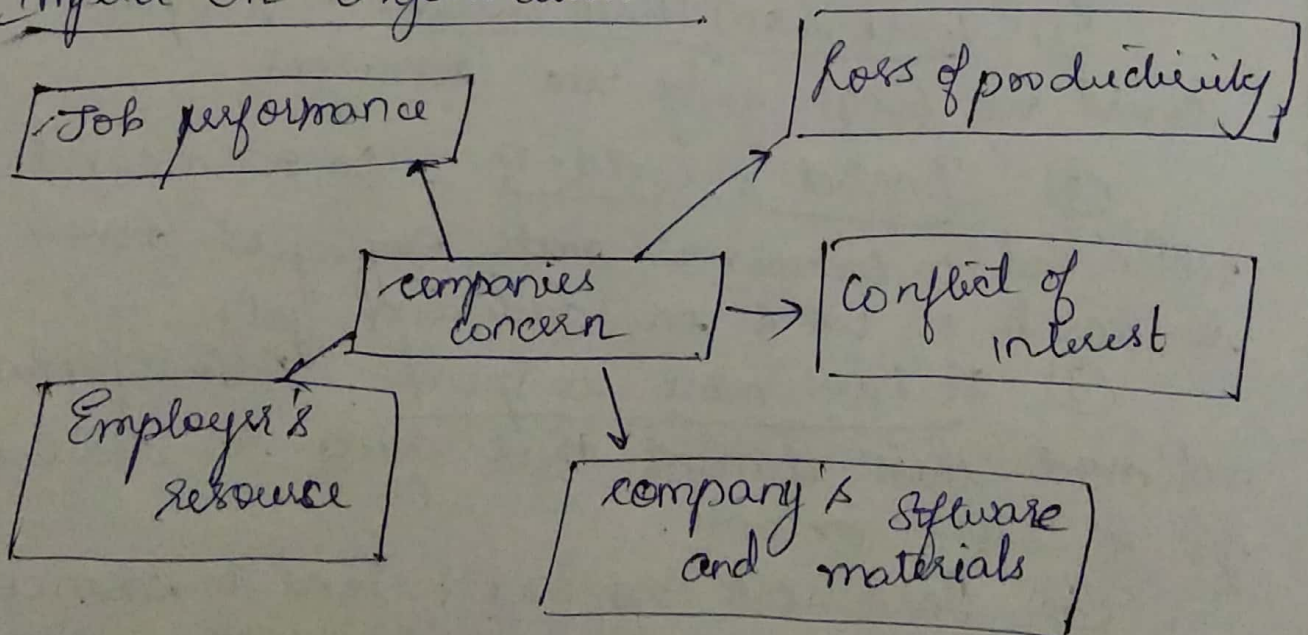 Job performance
Loss of productivity
companies
concern
Conflict of
interest
Employer's
resource
company's software
and materials